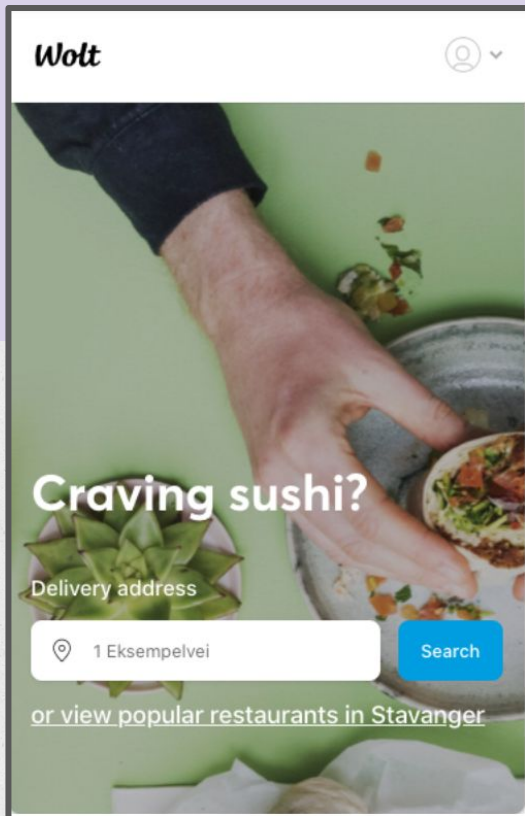 Wolt
Craving sushi?
Delivery address
1 Eksempelvei
Search
or view popular restaurants in Stavanger